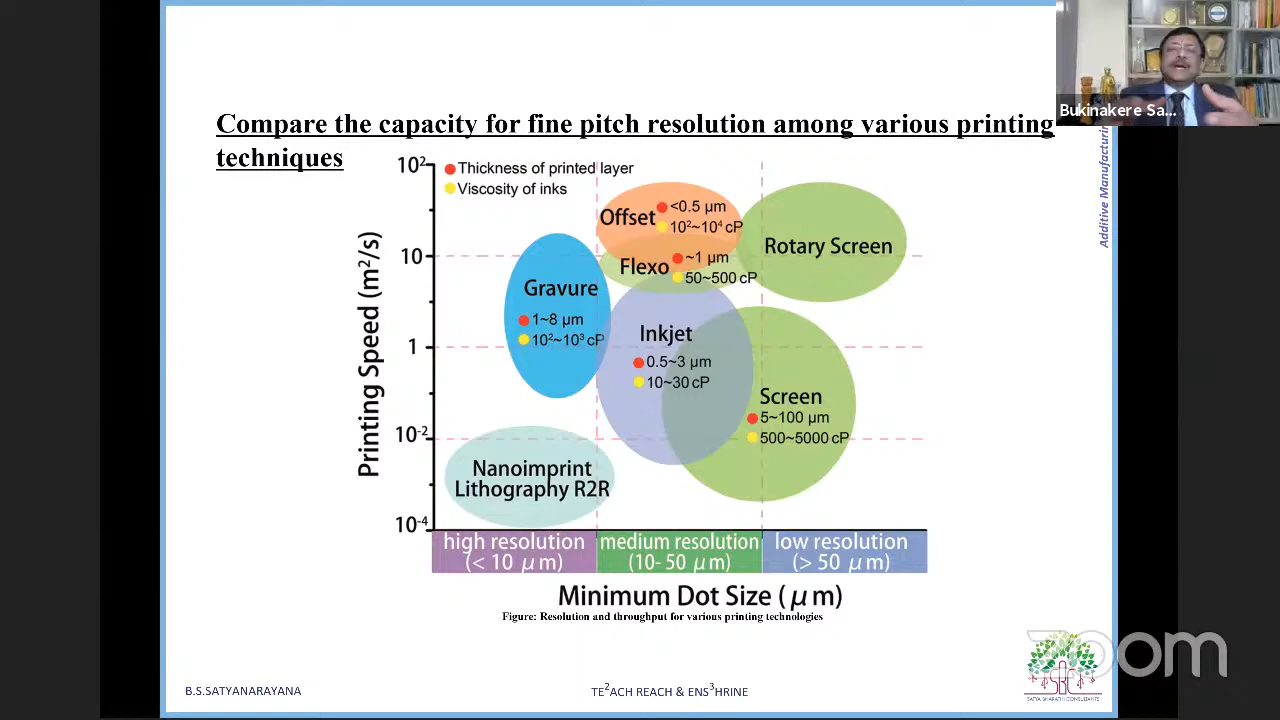 Bukinakere Sa...
Compare the capacity for fine pitch resolution among various printing
techniques
Additive Manufacturin
Thickness of printed layer
Viscosity of inks
Printing Speed (m²/s)
10²
10
1
10⁻²
10⁻⁴
Offset
<0.5 μm
10²~10⁴ cP
Flexo
~1 μm
50~500 cP
Rotary Screen
Gravure
1~8 μm
10²~10³ cP
Inkjet
0.5~3 μm
10~30 cP
Screen
5~100 μm
500~5000 cP
Nanoimprint
Lithography R2R
high resolution
(< 10 μm)
medium resolution
(10- 50 μm)
low resolution
(> 50 μm)
Minimum Dot Size (μm)
Figure: Resolution and throughput for various printing technologies
zoom
SBC
SATYA BHARATH CONSULTANTS
B.S.SATYANARAYANA
TE²ACH REACH & ENS³HRINE